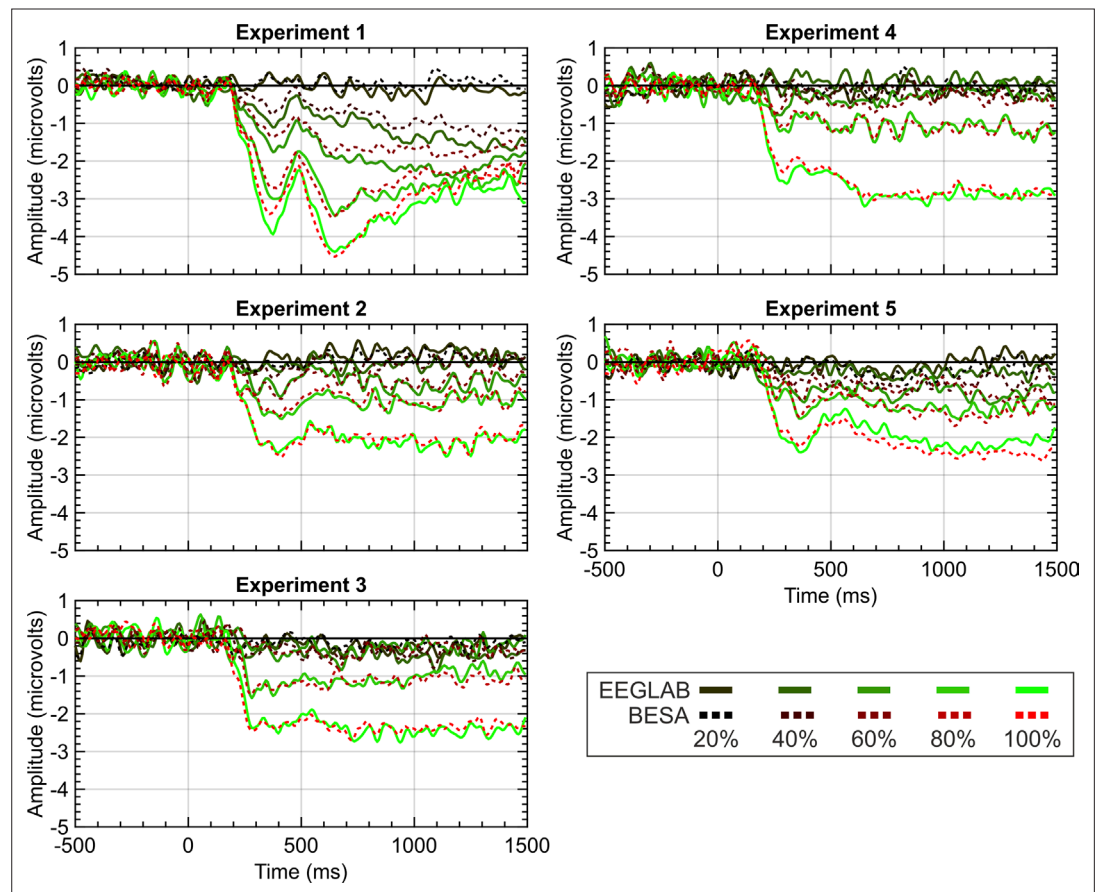 Experiment 1
Amplitude (microvolts)
1
0
-1
-2
-3
-4
-5
Experiment 4
Amplitude (microvolts)
1
0
-1
-2
-3
-4
-5
Experiment 2
Amplitude (microvolts)
1
0
-1
-2
-3
-4
-5
Experiment 5
Amplitude (microvolts)
1
0
-1
-2
-3
-4
-5
-500 0 500 1000 1500
Time (ms)
Experiment 3
Amplitude (microvolts)
1
0
-1
-2
-3
-4
-5
-500 0 500 1000 1500
Time (ms)
EEGLAB
BESA
20% 40% 60% 80% 100%